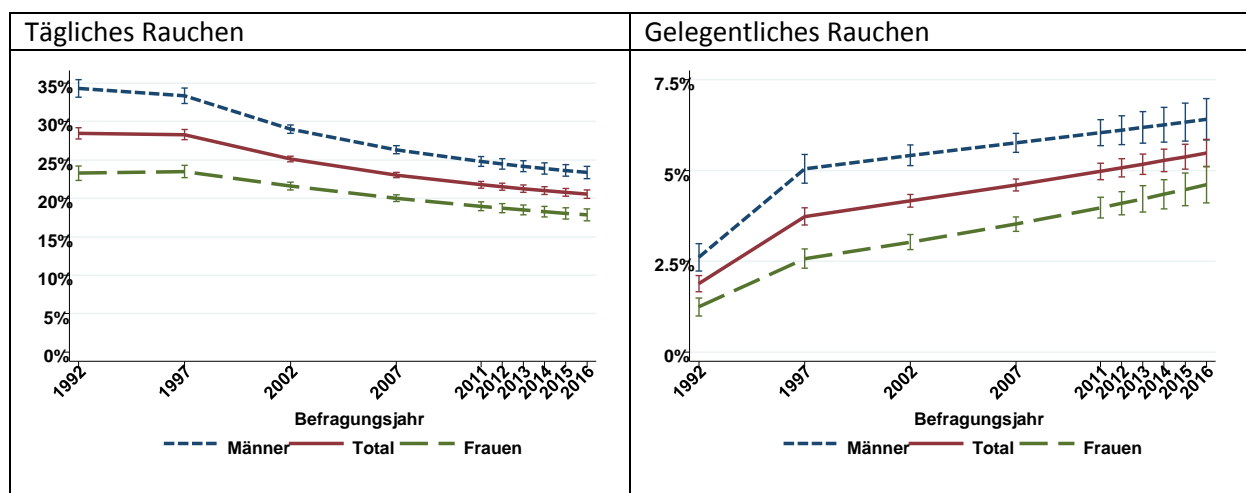 Tägliches Rauchen
35%
30%
25%
20%
15%
10%
5%
0%
1992 1997 2002 2007 2011 2012 2013 2014 2015 2016
Befragungsjahr
Männer Total Frauen
Gelegentliches Rauchen
7.5%
5%
2.5%
0%
1992 1997 2002 2007 2011 2012 2013 2014 2015 2016
Befragungsjahr
Männer Total Frauen